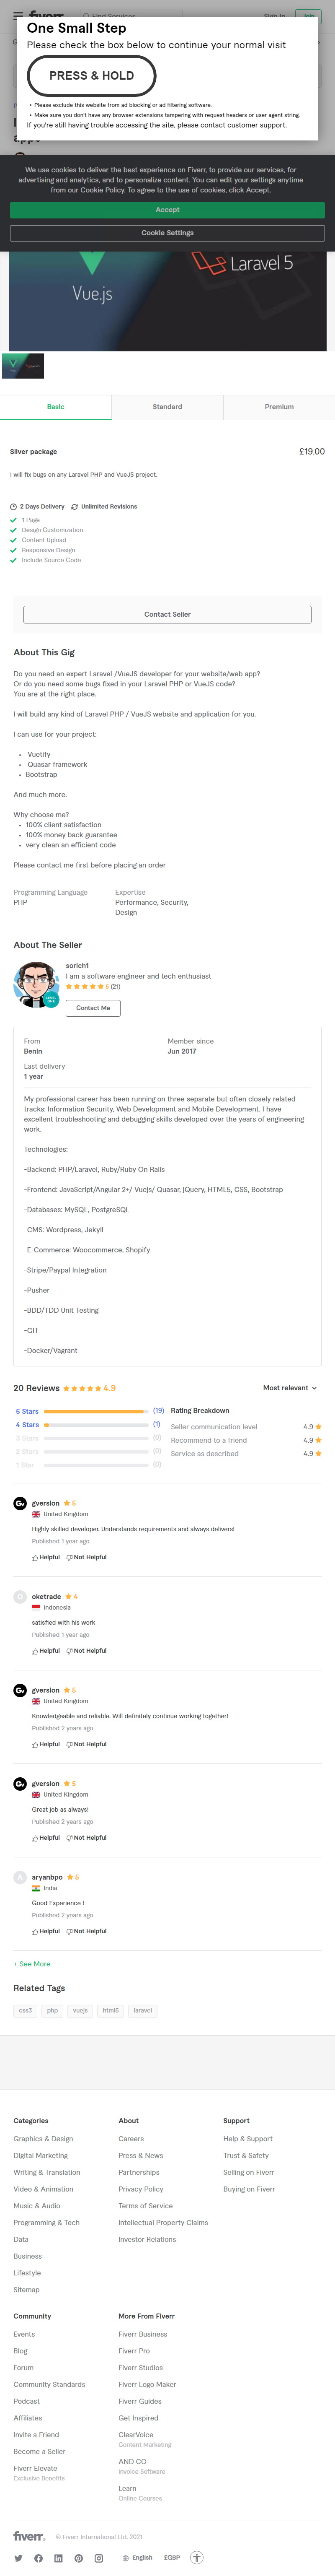 One Small Step
Please check the box below to continue your normal visit
PRESS & HOLD
• Please exclude this website from ad blocking or ad filtering software.
• Make sure you don't have any browser extensions tampering with request headers or user agent string.
If you're still having trouble accessing the site, please contact customer support.
We use cookies to deliver the best experience on Fiverr, to provide our services, for
advertising and analytics, and to personalize content. You can edit your settings anytime
from our Cookie Policy. To agree to the use of cookies, click Accept.
Accept
Cookie Settings
Vue.js
Laravel 5
Basic
Standard
Premium
Silver package
£19.00
I will fix bugs on any Laravel PHP and VueJS project.
2 Days Delivery
Unlimited Revisions
1 Page
Design Customization
Content Upload
Responsive Design
Include Source Code
Contact Seller
About This Gig
Do you need an expert Laravel /VueJS developer for your website/web app?
Or do you need some bugs fixed in your Laravel PHP or VueJS code?
You are at the right place.
I will build any kind of Laravel PHP / VueJS website and application for you.
I can use for your project:
• Vuetify
• Quasar framework
• Bootstrap
And much more.
Why choose me?
• 100% client satisfaction
• 100% money back guarantee
• very clean an efficient code
Please contact me first before placing an order
Programming Language
PHP
Expertise
Performance, Security,
Design
About The Seller
sorich1
I am a software engineer and tech enthusiast
5 (21)
Contact Me
From
Benin
Member since
Jun 2017
Last delivery
1 year
My professional career has been running on three separate but often closely related
tracks; Information Security, Web Development and Mobile Development. I have
excellent troubleshooting and debugging skills developed over the years of engineering
work.
Technologies:
-Backend: PHP/Laravel, Ruby/Ruby On Rails
-Frontend: JavaScript/Angular 2+/ Vuejs/ Quasar, jQuery, HTML5, CSS, Bootstrap
-Databases: MySQL, PostgreSQL
-CMS: Wordpress, Jekyll
-E-Commerce: Woocommerce, Shopify
-Stripe/Paypal Integration
-Pusher
-BDD/TDD Unit Testing
-GIT
-Docker/Vagrant
20 Reviews 4.9
Most relevant
5 Stars (19)
4 Stars (1)
3 Stars (0)
2 Stars (0)
1 Star (0)
Rating Breakdown
Seller communication level 4.9
Recommend to a friend 4.9
Service as described 4.9
gversion 5
United Kingdom
Highly skilled developer. Understands requirements and always delivers!
Published 1 year ago
Helpful Not Helpful
O
oketrade 4
Indonesia
satisfied with his work
Published 1 year ago
Helpful Not Helpful
gversion 5
United Kingdom
Knowledgeable and reliable. Will definitely continue working together!
Published 2 years ago
Helpful Not Helpful
gversion 5
United Kingdom
Great job as always!
Published 2 years ago
Helpful Not Helpful
A
aryanbpo 5
India
Good Experience !
Published 2 years ago
Helpful Not Helpful
+ See More
Related Tags
css3 php vuejs html5 laravel
Categories
Graphics & Design
Digital Marketing
Writing & Translation
Video & Animation
Music & Audio
Programming & Tech
Data
Business
Lifestyle
Sitemap
About
Careers
Press & News
Partnerships
Privacy Policy
Terms of Service
Intellectual Property Claims
Investor Relations
Support
Help & Support
Trust & Safety
Selling on Fiverr
Buying on Fiverr
Community
Events
Blog
Forum
Community Standards
Podcast
Affiliates
Invite a Friend
Become a Seller
Fiverr Elevate
Exclusive Benefits
More From Fiverr
Fiverr Business
Fiverr Pro
Fiverr Studios
Fiverr Logo Maker
Fiverr Guides
Get Inspired
ClearVoice
Content Marketing
AND CO
Invoice Software
Learn
Online Courses
fiverr.
© Fiverr International Ltd. 2021
English
£GBP